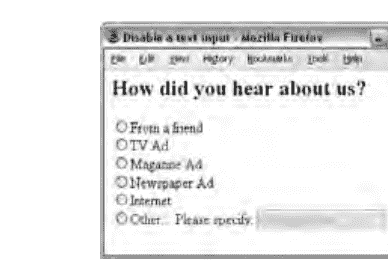 Disable a text input - Mozilla Firefox
File Edit View History Bookmarks Tools Help
How did you hear about us?
From a friend
TV Ad
Magazine Ad
Newspaper Ad
Internet
Other... Please specify: